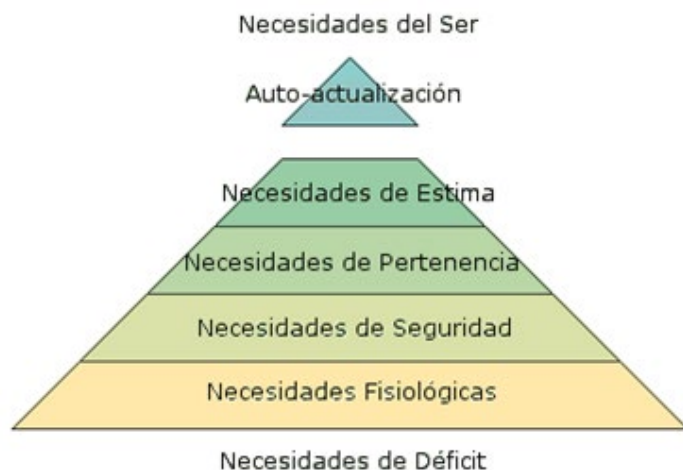 Necesidades del Ser
Auto-actualización
Necesidades de Estima
Necesidades de Pertenencia
Necesidades de Seguridad
Necesidades Fisiológicas
Necesidades de Déficit